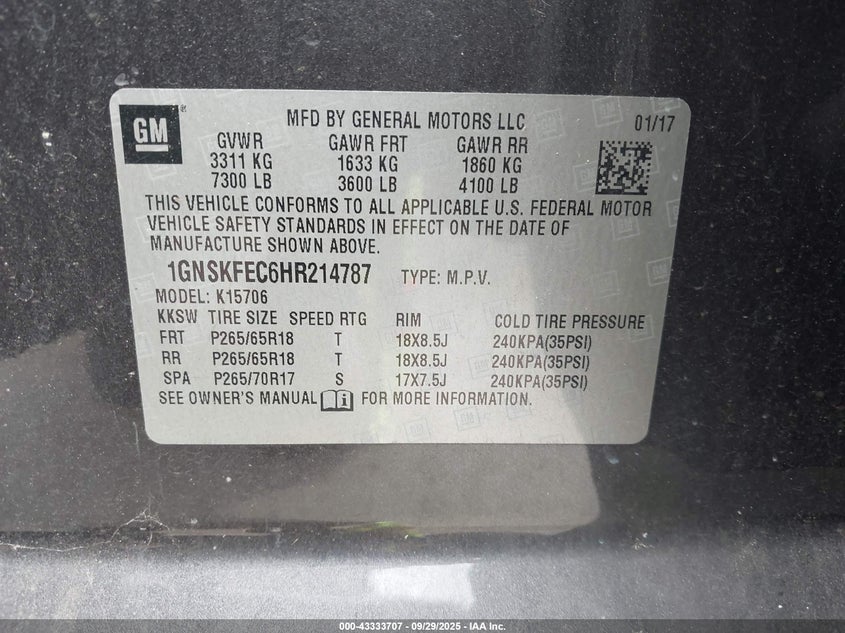 GM
MFD BY GENERAL MOTORS LLC 01/17
GVWR GAWR FRT GAWR RR
3311 KG 1633 KG 1860 KG
7300 LB 3600 LB 4100 LB
THIS VEHICLE CONFORMS TO ALL APPLICABLE U.S. FEDERAL MOTOR
VEHICLE SAFETY STANDARDS IN EFFECT ON THE DATE OF
MANUFACTURE SHOWN ABOVE.
1GNSKFEC6HR214787 TYPE: M.P.V.
MODEL: K15706
KKSW TIRE SIZE SPEED RTG RIM COLD TIRE PRESSURE
FRT P265/65R18 T 18X8.5J 240KPA(35PSI)
RR P265/65R18 T 18X8.5J 240KPA(35PSI)
SPA P265/70R17 S 17X7.5J 240KPA(35PSI)
SEE OWNER'S MANUAL FOR MORE INFORMATION.
000-43333707 - 09/29/2025 - IAA Inc.